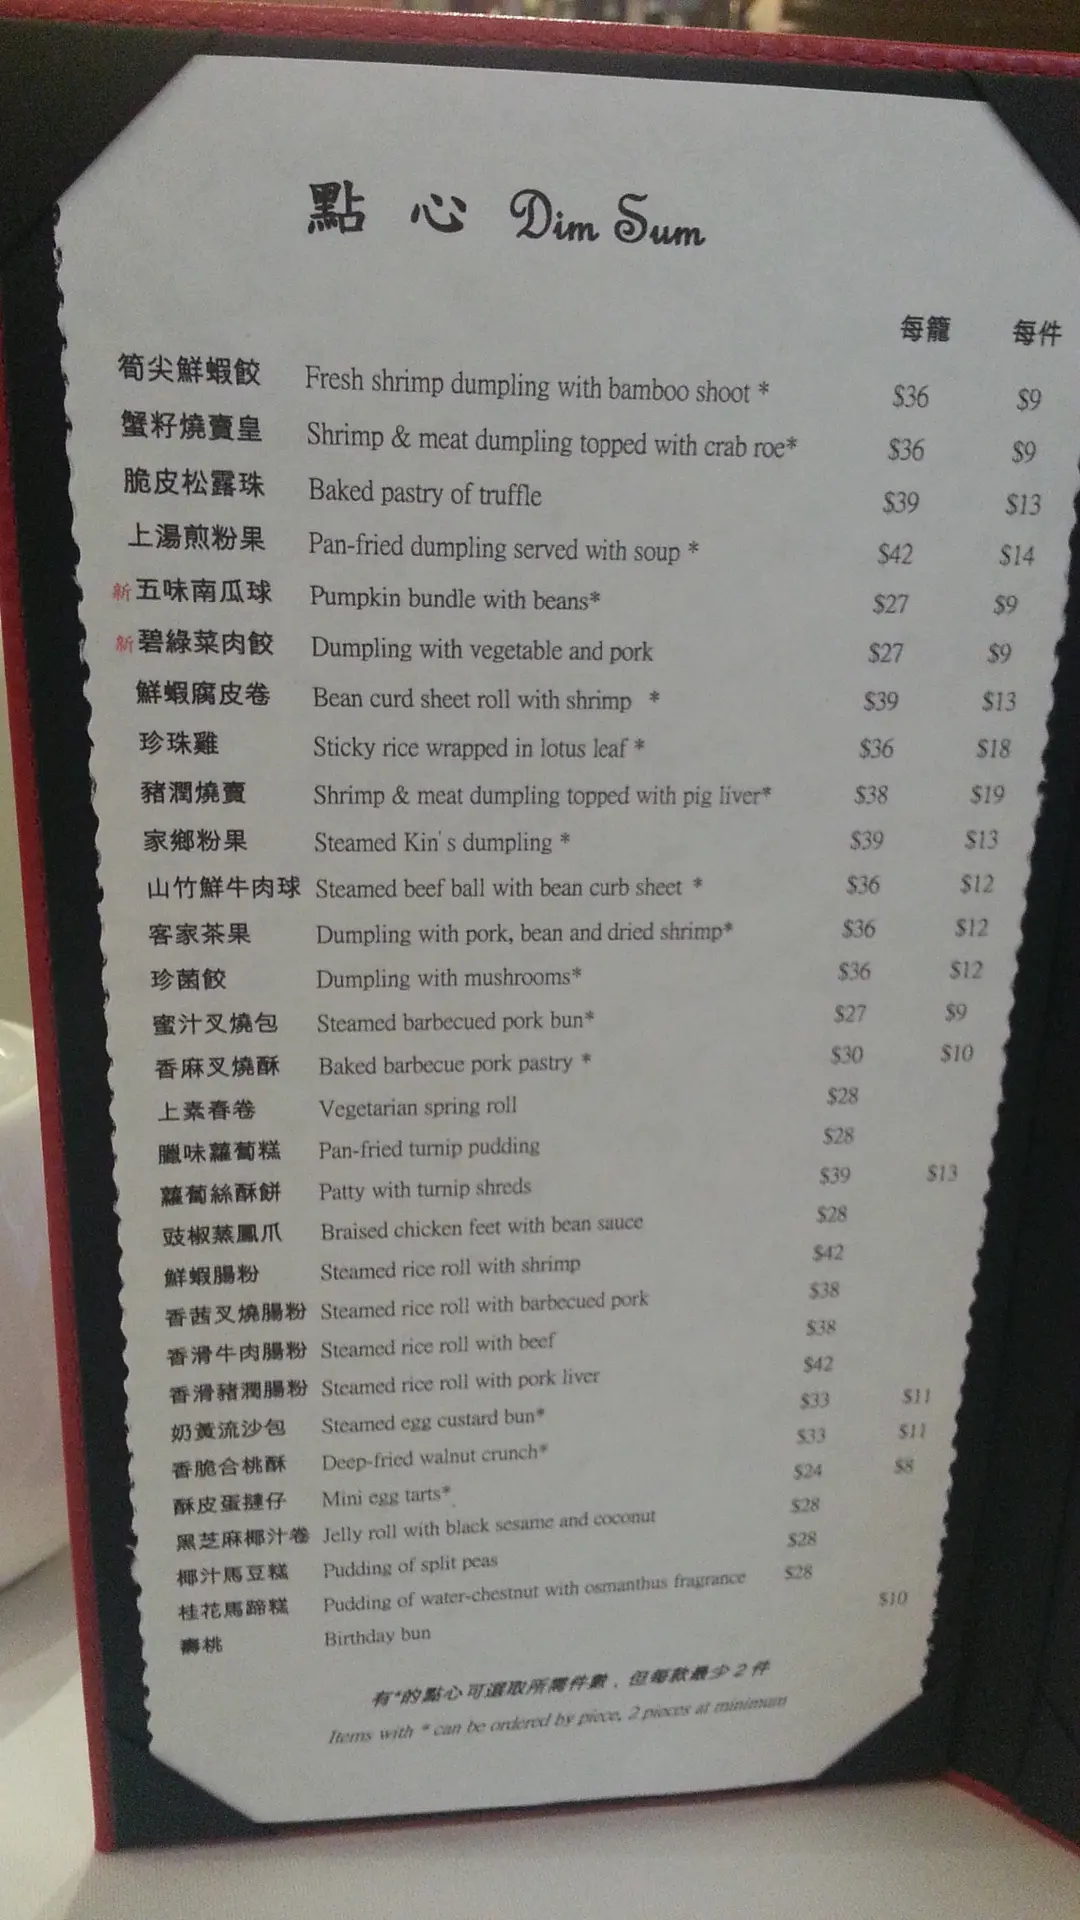 點 心 Dim Sum
每籠 每件
筍尖鮮蝦餃 Fresh shrimp dumpling with bamboo shoot * $36 $9
蟹籽燒賣皇 Shrimp & meat dumpling topped with crab roe* $36 $9
脆皮松露珠 Baked pastry of truffle $39 $13
上湯煎粉果 Pan-fried dumpling served with soup * $42 $14
新 五味南瓜球 Pumpkin bundle with beans* $27 $9
新 碧綠菜肉餃 Dumpling with vegetable and pork $27 $9
鮮蝦腐皮卷 Bean curd sheet roll with shrimp * $39 $13
珍珠雞 Sticky rice wrapped in lotus leaf * $36 $18
豬潤燒賣 Shrimp & meat dumpling topped with pig liver* $38 $19
家鄉粉果 Steamed Kin's dumpling * $39 $13
山竹鮮牛肉球 Steamed beef ball with bean curb sheet * $36 $12
客家茶果 Dumpling with pork, bean and dried shrimp* $36 $12
珍菌餃 Dumpling with mushrooms* $36 $12
蜜汁叉燒包 Steamed barbecued pork bun* $27 $9
香麻叉燒酥 Baked barbecue pork pastry * $30 $10
上素春卷 Vegetarian spring roll $28
臘味蘿蔔糕 Pan-fried turnip pudding $28
蘿蔔絲酥餅 Patty with turnip shreds $39 $13
豉椒蒸鳳爪 Braised chicken feet with bean sauce $28
鮮蝦腸粉 Steamed rice roll with shrimp $42
香茜叉燒腸粉 Steamed rice roll with barbecued pork $38
香滑牛肉腸粉 Steamed rice roll with beef $38
香滑豬潤腸粉 Steamed rice roll with pork liver $42
奶黃流沙包 Steamed egg custard bun* $33 $11
香脆合桃酥 Deep-fried walnut crunch* $33 $11
酥皮蛋撻仔 Mini egg tarts* $24 $8
黑芝麻椰汁卷 Jelly roll with black sesame and coconut $28
椰汁馬豆糕 Pudding of split peas $28
桂花馬蹄糕 Pudding of water-chestnut with osmanthus fragrance $28
壽桃 Birthday bun $10
有*的點心可選取所需件數，但每款最少2件
Items with * can be ordered by piece, 2 pieces at minimum